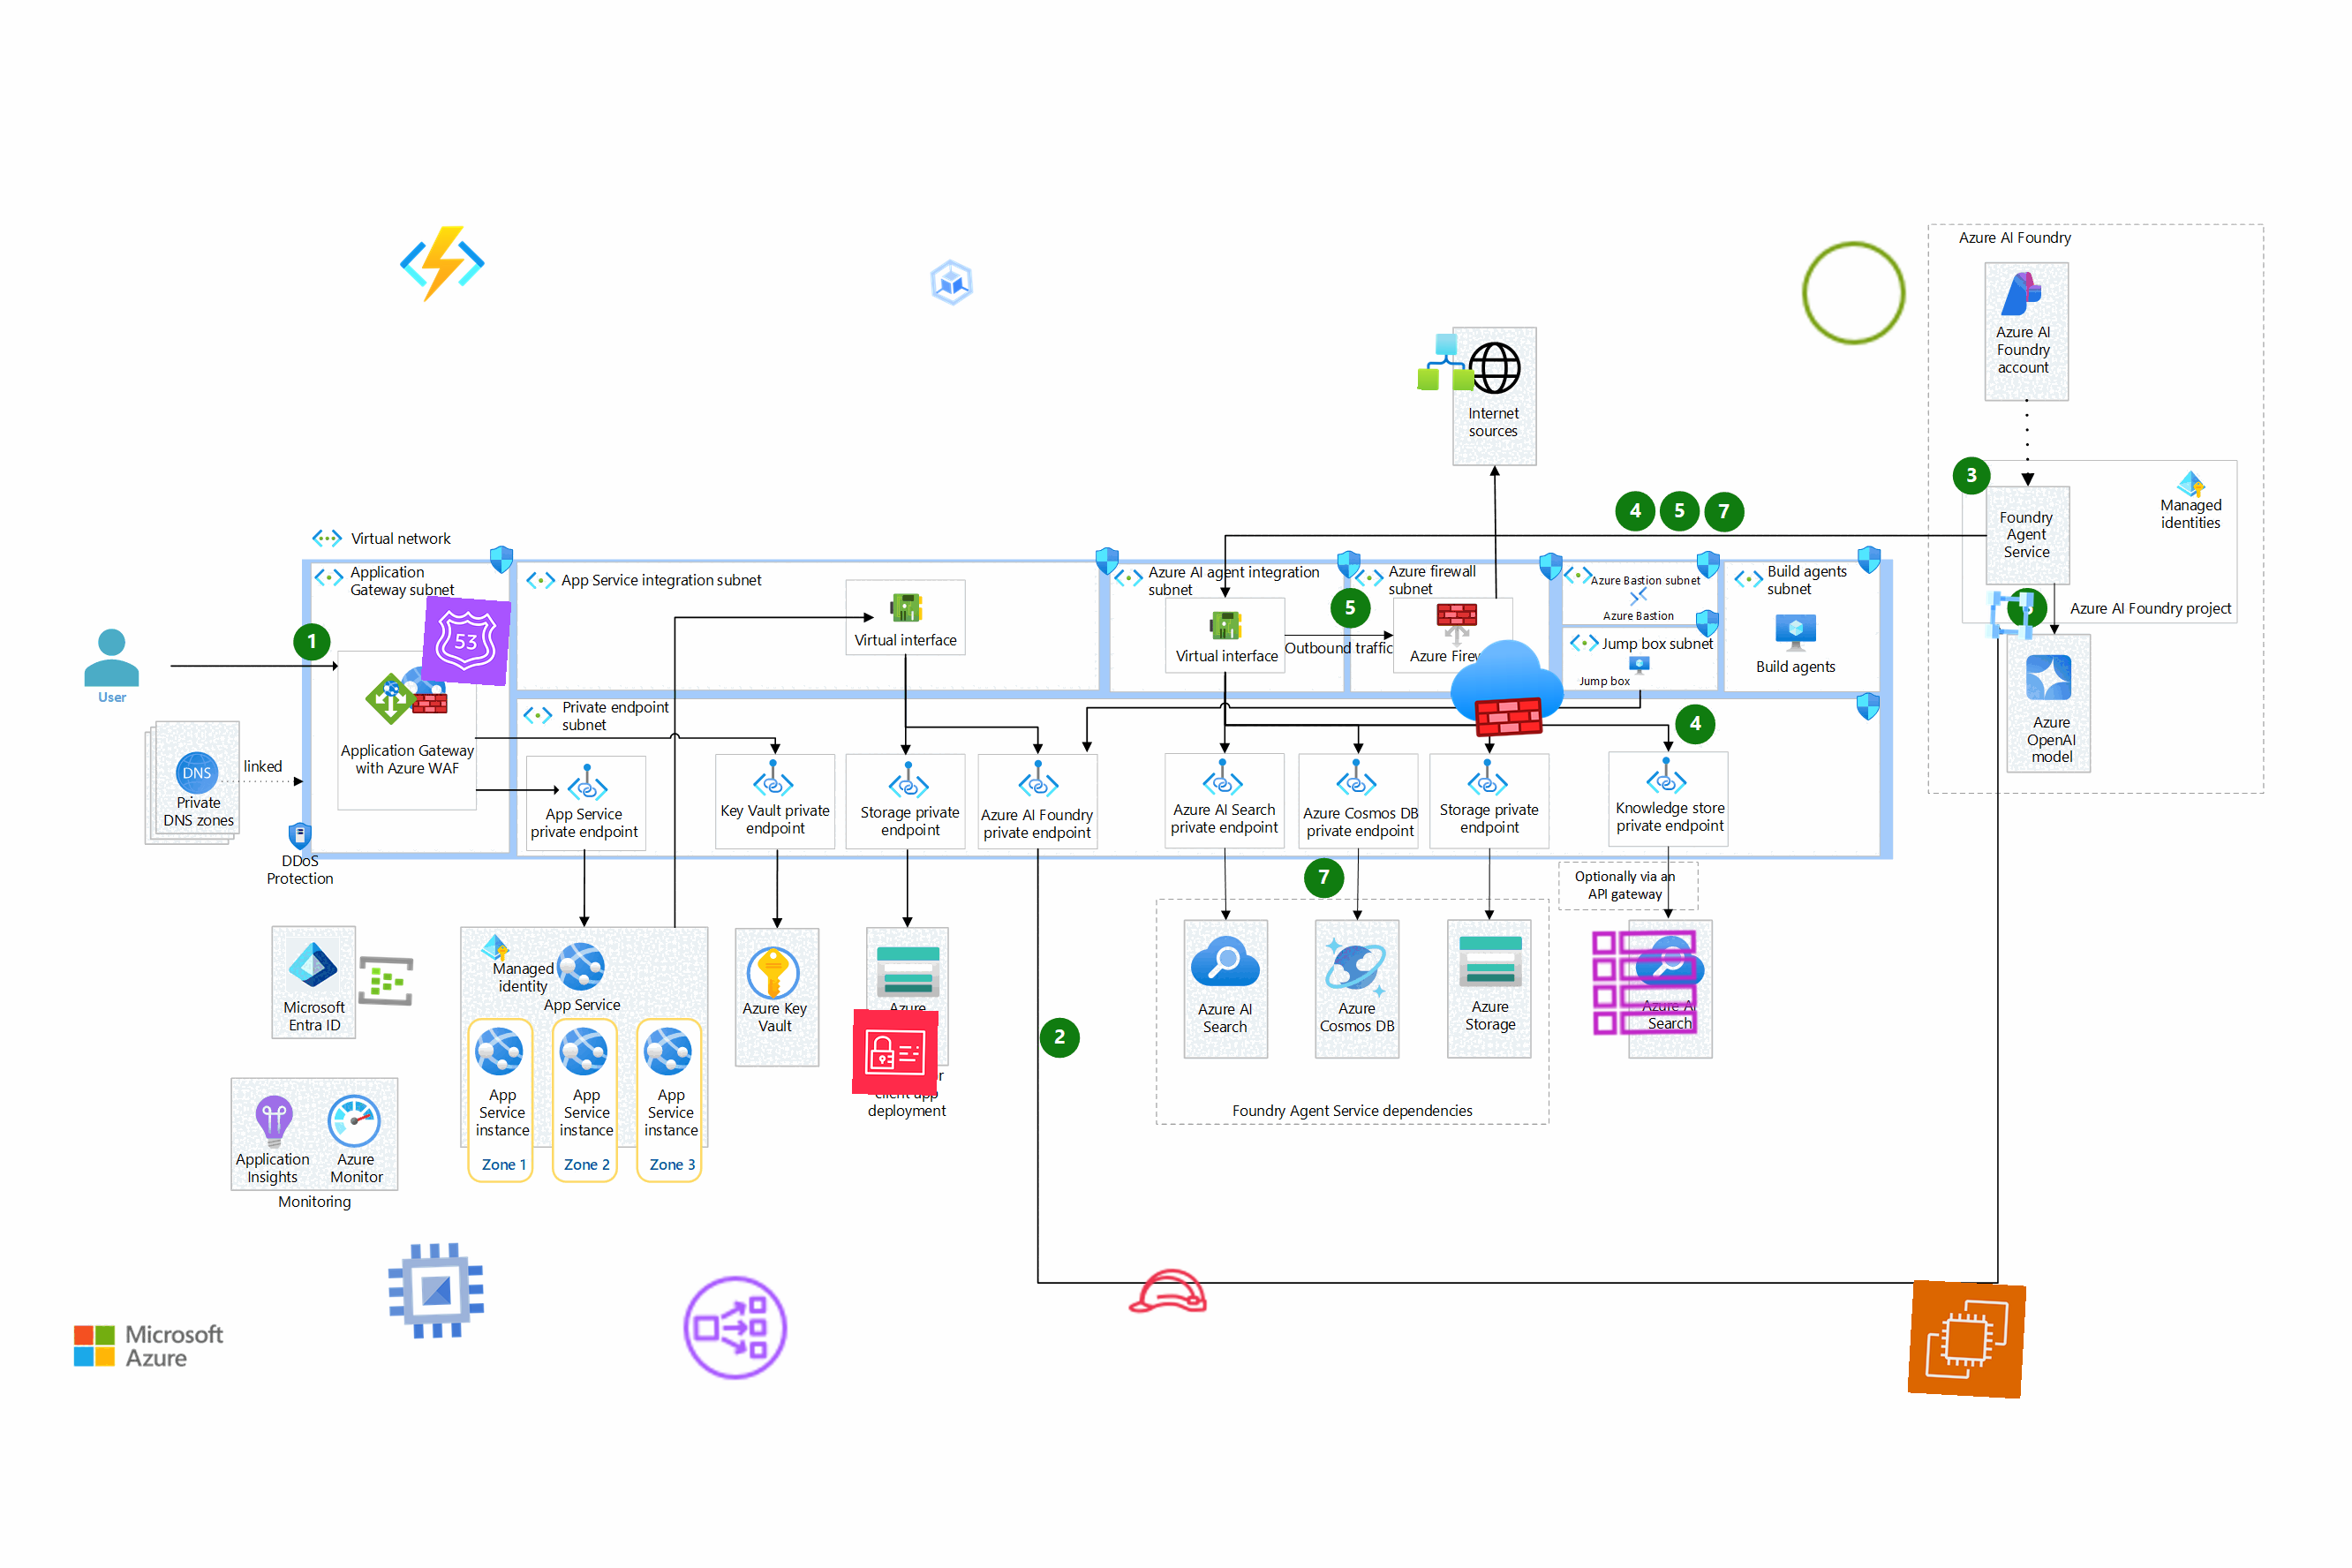 Azure AI Foundry
Azure AI
Foundry
account
Internet
sources
3
Managed
identities
4
5
7
Foundry
Agent
Service
Azure AI Foundry project
Azure
OpenAI
model
Virtual network
Application
Gateway subnet
App Service integration subnet
Virtual interface
Azure AI agent integration
subnet
Virtual interface
5
Outbound traffic
Azure firewall
subnet
Azure
Azure Bastion subnet
Azure Bastion
Jump box subnet
Jump box
Build agents
subnet
Build agents
1
53
User
Application Gateway
with Azure WAF
DNS
Private
DNS zones
linked
DDoS
Protection
Private endpoint
subnet
App Service
private endpoint
Key Vault private
endpoint
Storage private
endpoint
Azure AI Foundry
private endpoint
Azure AI Search
private endpoint
Azure Cosmos DB
private endpoint
Storage private
endpoint
4
Knowledge store
private endpoint
7
Optionally via an
API gateway
Microsoft
Entra ID
Managed
identity
App Service
App
Service
instance
App
Service
instance
App
Service
instance
Zone 1
Zone 2
Zone 3
Azure Key
Vault
Azure
client app
deployment
2
Azure AI
Search
Azure
Cosmos DB
Azure
Storage
Azure AI
Search
Foundry Agent Service dependencies
Application
Insights
Azure
Monitor
Monitoring
Microsoft
Azure